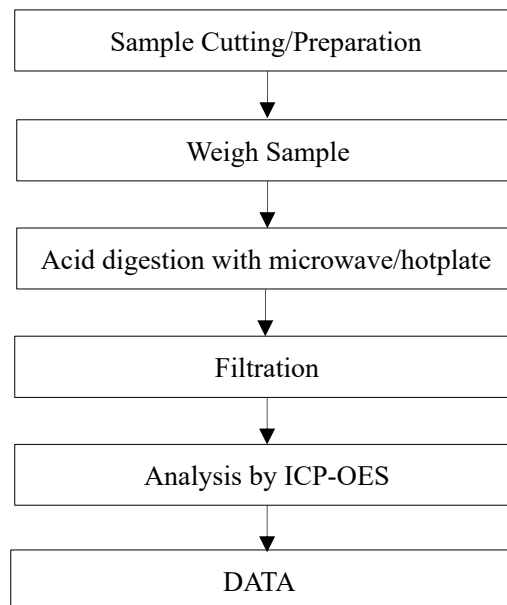 Sample Cutting/Preparation
Weigh Sample
Acid digestion with microwave/hotplate
Filtration
Analysis by ICP-OES
DATA